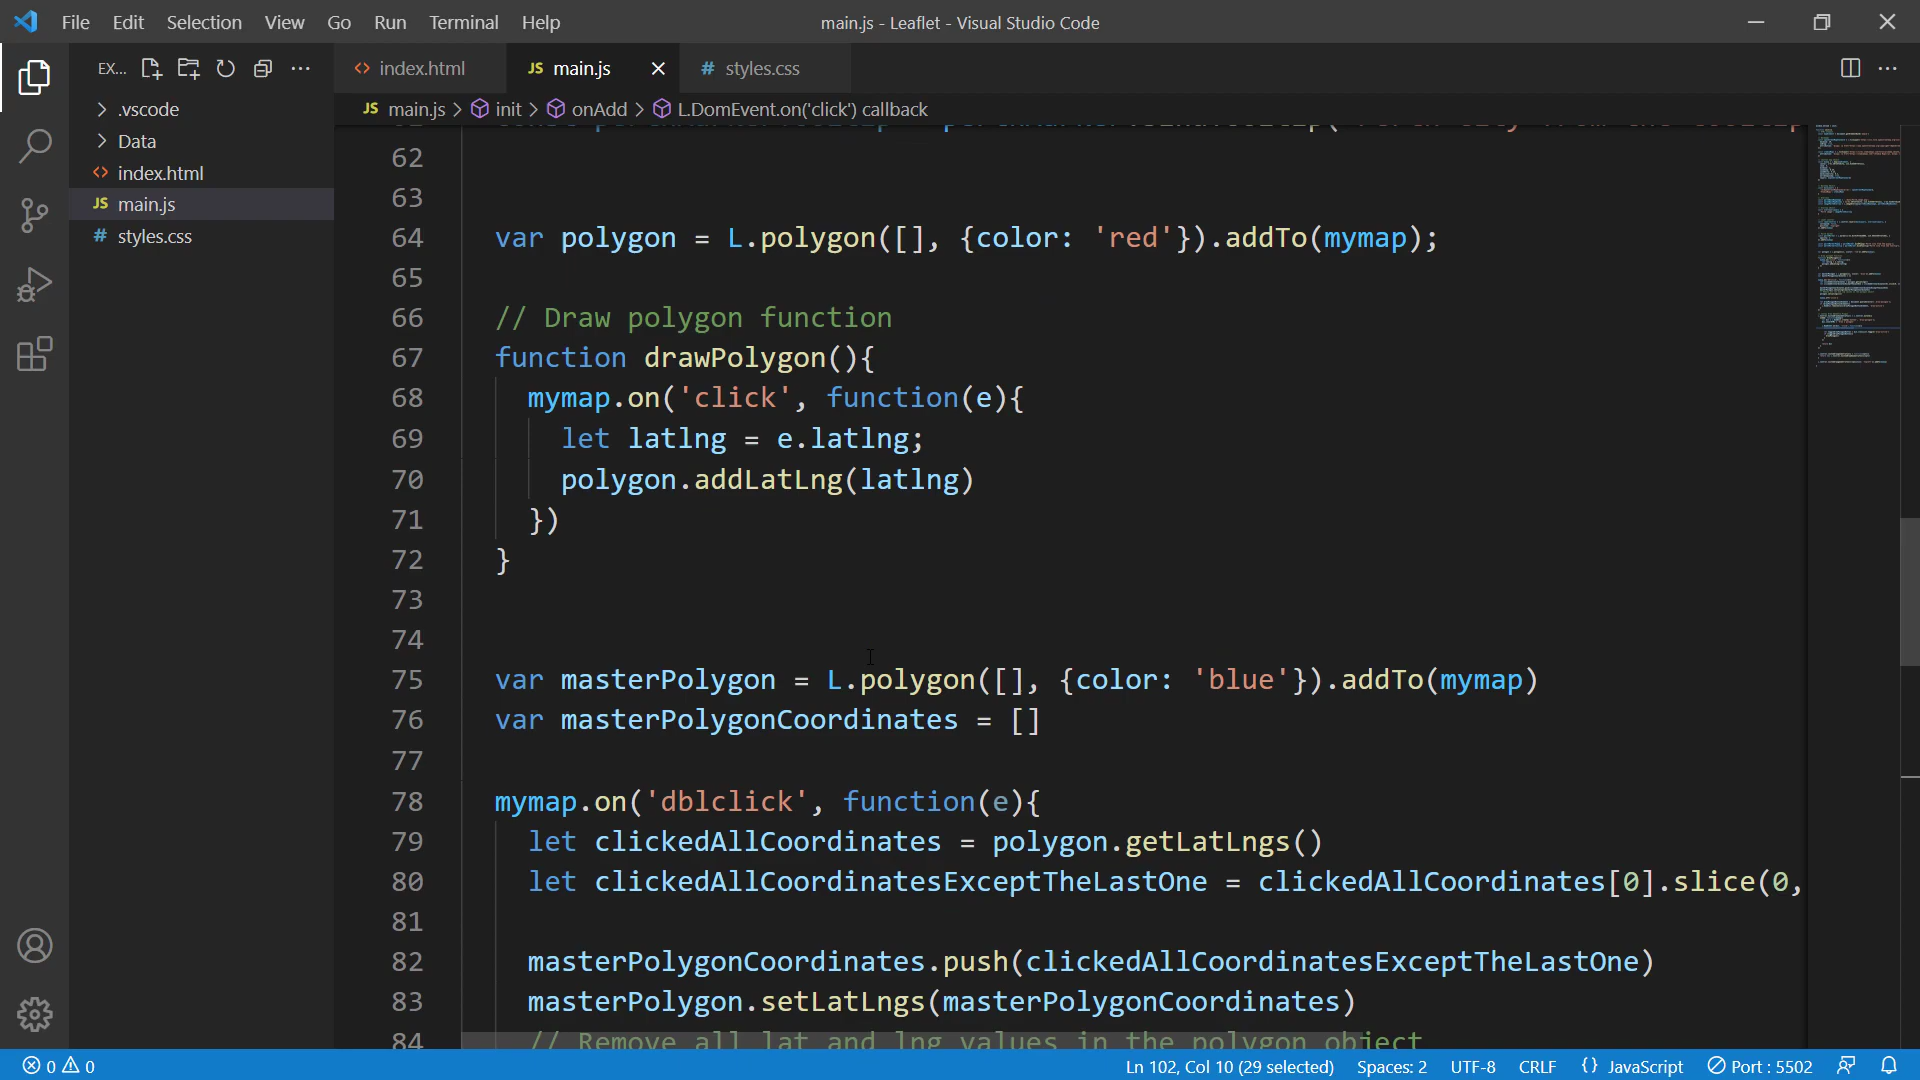 File Edit Selection View Go Run Terminal Help
main.js - Leaflet - Visual Studio Code
EX...
.vscode
Data
index.html
main.js
styles.css
index.html
JS main.js
# styles.css
JS main.js > init > onAdd > L.DomEvent.on('click') callback
62
63
64 var polygon = L.polygon([], {color: 'red'}).addTo(mymap);
65
66 // Draw polygon function
67 function drawPolygon(){
68 mymap.on('click', function(e){
69 let latlng = e.latlng;
70 polygon.addLatLng(latlng)
71 })
72 }
73
74
75 var masterPolygon = L.polygon([], {color: 'blue'}).addTo(mymap)
76 var masterPolygonCoordinates = []
77
78 mymap.on('dblclick', function(e){
79 let clickedAllCoordinates = polygon.getLatLngs()
80 let clickedAllCoordinatesExceptTheLastOne = clickedAllCoordinates[0].slice(0,
81
82 masterPolygonCoordinates.push(clickedAllCoordinatesExceptTheLastOne)
83 masterPolygon.setLatLngs(masterPolygonCoordinates)
84 // Remove all lat and lng values in the polygon object
0 0
Ln 102, Col 10 (29 selected) Spaces: 2 UTF-8 CRLF {} JavaScript Port : 5502